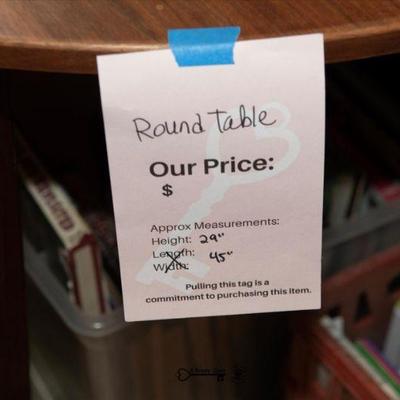 Round Table
Our Price:
$
Approx Measurements:
Height: 29"
Length: 45"
Width:
Pulling this tag is a
commitment to purchasing this item.